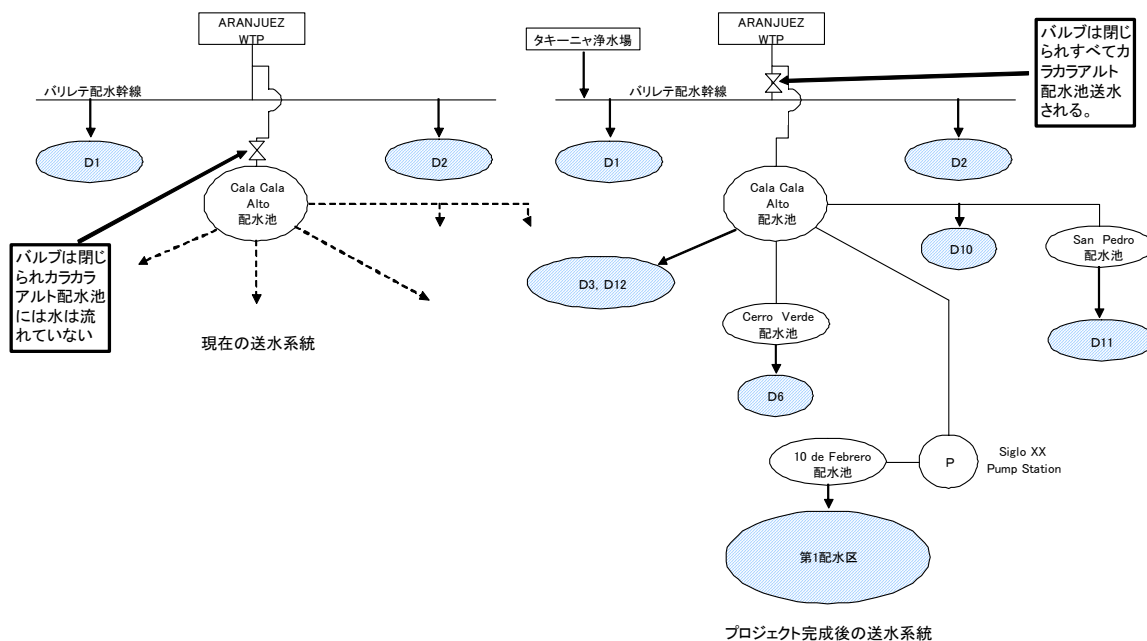 ARANJUEZ
WTP
バリレテ配水幹線
D1
D2
Cala Cala
Alto
配水池
バルブは閉じ
られカラカラ
アルト配水池
には水は流
れていない
現在の送水系統
タキーニャ浄水場
ARANJUEZ
WTP
バルブは閉じ
られすべてカ
ラカラアルト
配水池送水
される。
バリレテ配水幹線
D1
D2
Cala Cala
Alto
配水池
D10
San Pedro
配水池
D3, D12
Cerro Verde
配水池
D11
D6
10 de Febrero
配水池
P
Siglo XX
Pump Station
第1配水区
プロジェクト完成後の送水系統